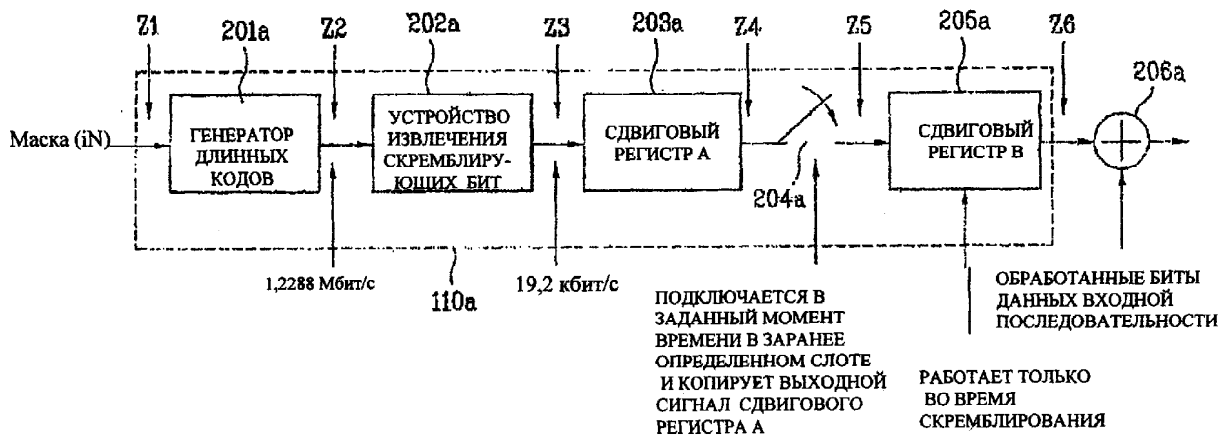 Z1
201a
Z2
202a
Z3
203a
Z4
Z5
205a
Z6
206a
Маска (iN)
ГЕНЕРАТОР
ДЛИННЫХ
КОДОВ
УСТРОЙСТВО
ИЗВЛЕЧЕНИЯ
СКРЕМБЛИРУ-
ЮЩИХ БИТ
СДВИГОВЫЙ
РЕГИСТР А
204a
СДВИГОВЫЙ
РЕГИСТР В
1,2288 Мбит/с
110a
19,2 кбит/с
ПОДКЛЮЧАЕТСЯ В
ЗАДАННЫЙ МОМЕНТ
ВРЕМЕНИ В ЗАРАНЕЕ
ОПРЕДЕЛЕННОМ СЛОТЕ
И КОПИРУЕТ ВЫХОДНОЙ
СИГНАЛ СДВИГОВОГО
РЕГИСТРА А
РАБОТАЕТ ТОЛЬКО
ВО ВРЕМЯ
СКРЕМБЛИРОВАНИЯ
ОБРАБОТАННЫЕ БИТЫ
ДАННЫХ ВХОДНОЙ
ПОСЛЕДОВАТЕЛЬНОСТИ